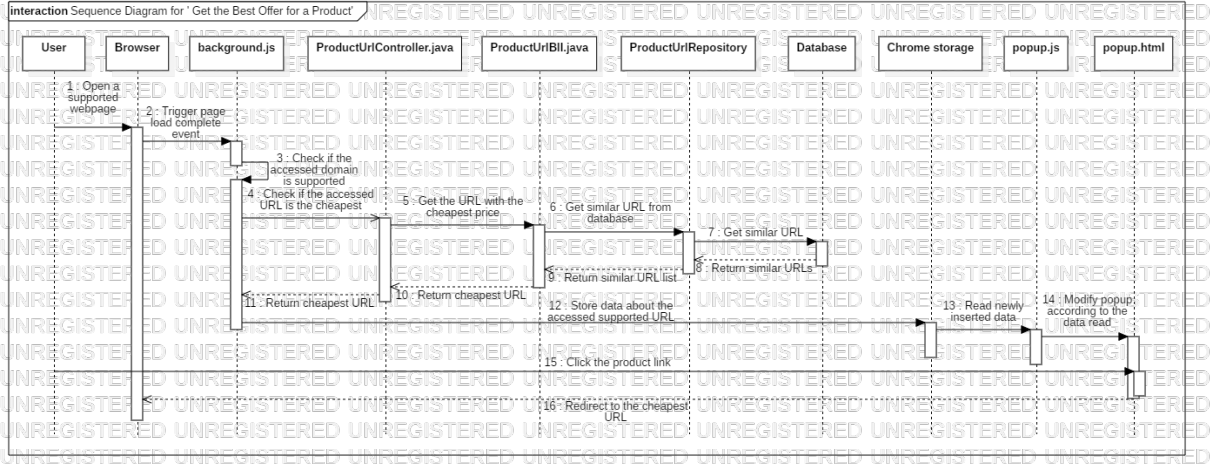 interaction Sequence Diagram for ' Get the Best Offer for a Product'
User
Browser
background.js
ProductUrlController.java
ProductUrlBll.java
ProductUrlRepository
Database
Chrome storage
popup.js
popup.html
1 : Open a
supported
webpage
2 : Trigger page
load complete
event
3 : Check if the
accessed domain
is supported
4 : Check if the accessed
URL is the cheapest
5 : Get the URL with the
cheapest price
6 : Get similar URL from
database
7 : Get similar URL
8 : Return similar URLs
9 : Return similar URL list
10 : Return cheapest URL
11 : Return cheapest URL
12 : Store data about the
accessed supported URL
13 : Read newly
inserted data
14 : Modify popup
according to the
data read
15 : Click the product link
16 : Redirect to the cheapest
URL
UNREGISTERED